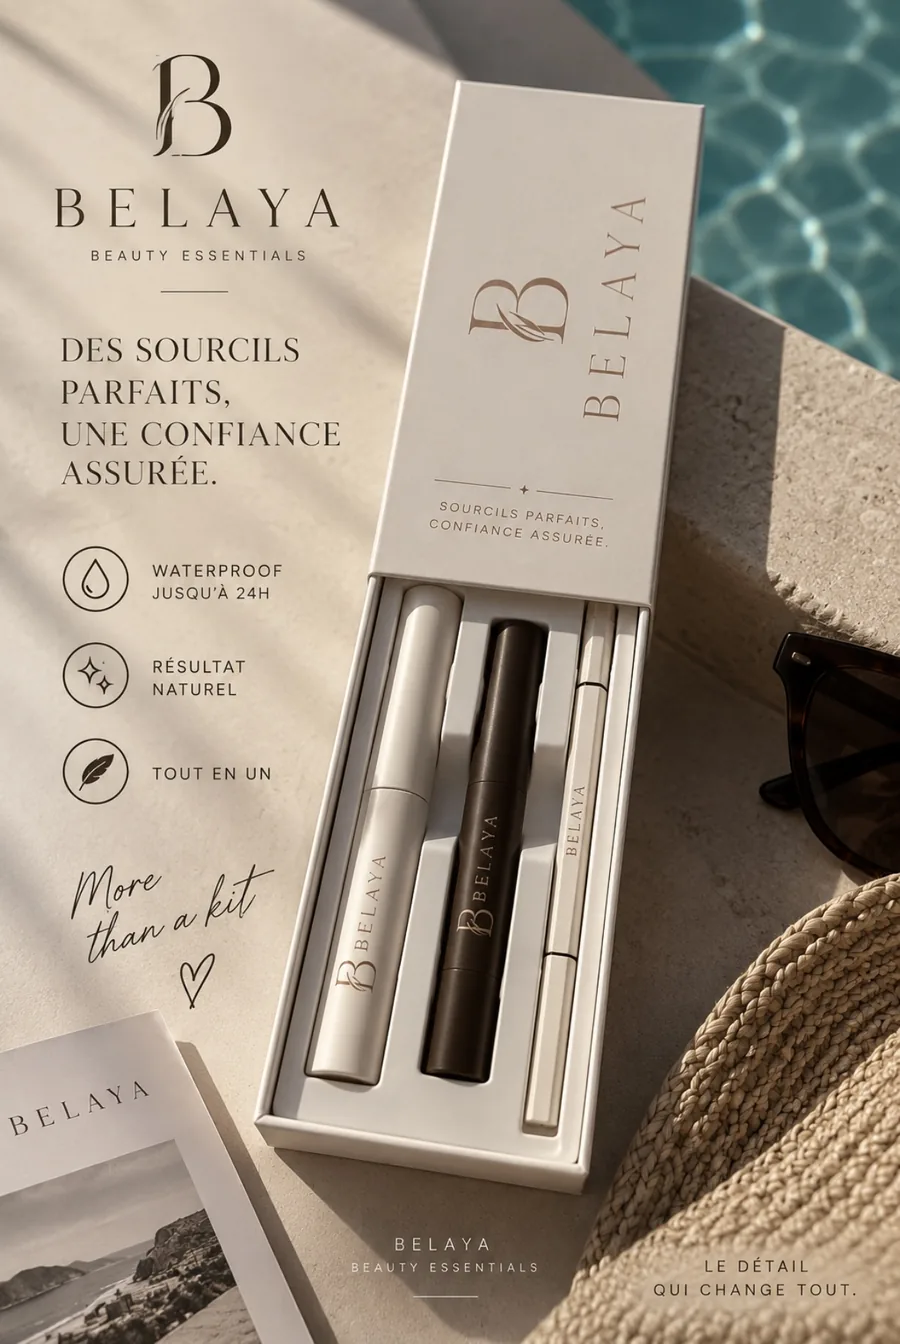 B
BELAYA
BEAUTY ESSENTIALS
DES SOURCILS
PARFAITS,
UNE CONFIANCE
ASSURÉE.
WATERPROOF
JUSQU'À 24H
RÉSULTAT
NATUREL
TOUT EN UN
More
than a kit
B
BELAYA
SOURCILS PARFAITS,
CONFIANCE ASSURÉE.
B BELAYA
B BELAYA
BELAYA
BELAYA
BELAYA
BEAUTY ESSENTIALS
LE DÉTAIL
QUI CHANGE TOUT.